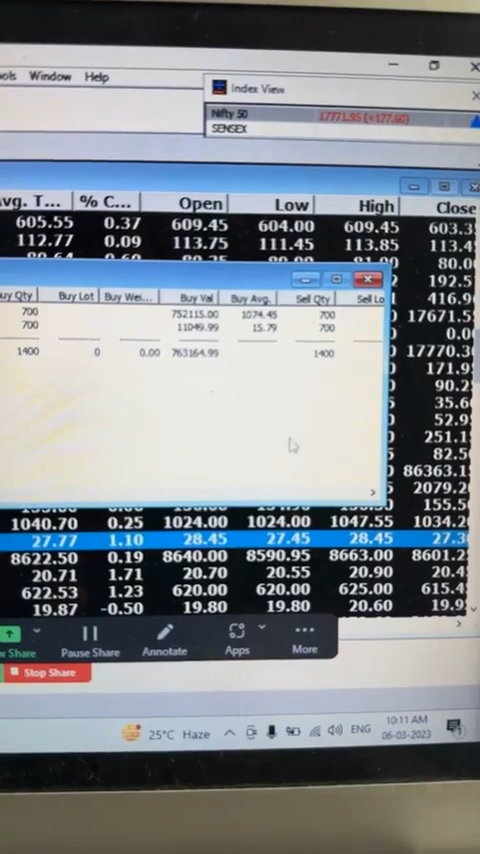 ols Window Help
Index View
Nifty 50 17771.95 (+177.60)
SENSEX
Avg. T... % C... Open Low High Close
605.55 0.37 609.45 604.00 609.45 603.3
112.77 0.09 113.75 111.45 113.85 113.4
80.0
192.5
416.9
uy Qty Buy Lot Buy Wei... Buy Val Buy Avg. Sell Qty Sell Lo
700 752115.00 1074.45 700
17671.5
700 11049.99 15.79 700
0.0
1400 0 0.00 763164.99 1400
17770.3
171.9
90.2
35.6
52.9
251.1
82.5
86363.1
2079.2
155.5
1040.70 0.25 1024.00 1024.00 1047.55 1034.2
27.77 1.10 28.45 27.45 28.45 27.3
8622.50 0.19 8640.00 8590.95 8663.00 8601.2
20.71 1.71 20.70 20.55 20.90 20.4
622.53 1.23 620.00 620.00 625.00 615.4
19.87 -0.50 19.80 19.80 20.60 19.9
w Share Pause Share Annotate Apps More
Stop Share
25°C Haze ENG 10:11 AM
06-03-2023